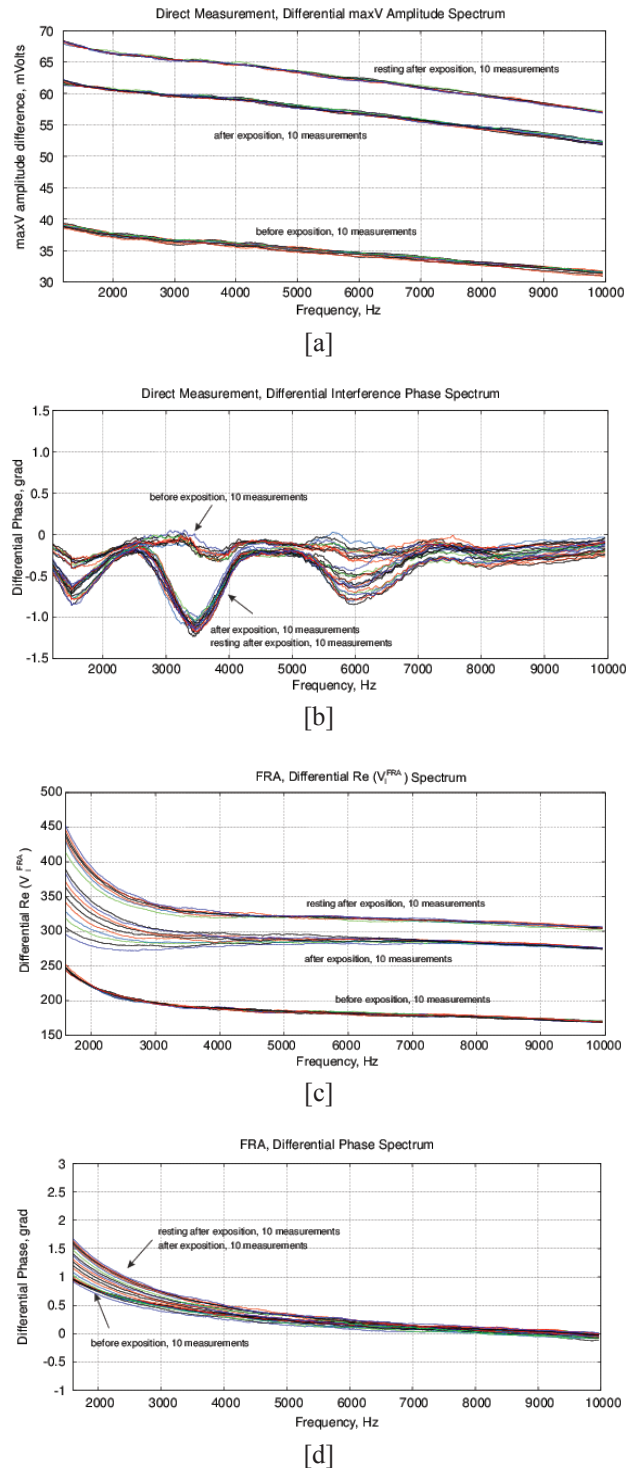 Direct Measurement, Differential maxV Amplitude Spectrum
maxV amplitude difference, mVolts
70
65
60
55
50
45
40
35
30
resting after exposition, 10 measurements
after exposition, 10 measurements
before exposition, 10 measurements
2000 3000 4000 5000 6000 7000 8000 9000 10000
Frequency, Hz
[a]
Direct Measurement, Differential Interference Phase Spectrum
Differential Phase, grad
1.5
1.0
0.5
0
-0.5
-1.0
-1.5
before exposition, 10 measurements
after exposition, 10 measurements
resting after exposition, 10 measurements
2000 3000 4000 5000 6000 7000 8000 9000 10000
Frequency, Hz
[b]
FRA, Differential Re (V_i^FRA) Spectrum
Differential Re (V_i^FRA)
500
450
400
350
300
250
200
150
resting after exposition, 10 measurements
after exposition, 10 measurements
before exposition, 10 measurements
2000 3000 4000 5000 6000 7000 8000 9000 10000
Frequency, Hz
[c]
FRA, Differential Phase Spectrum
Differential Phase, grad
3
2.5
2
1.5
1
0.5
0
-0.5
-1
resting after exposition, 10 measurements
after exposition, 10 measurements
before exposition, 10 measurements
2000 3000 4000 5000 6000 7000 8000 9000 10000
Frequency, Hz
[d]